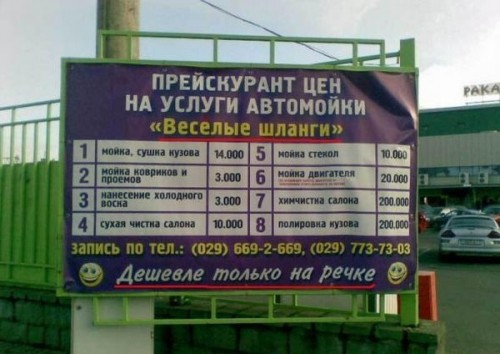 ПРЕЙСКУРАНТ ЦЕН
НА УСЛУГИ АВТОМОЙКИ
«Веселые шланги»
1 мойка, сушка кузова 14.000
2 мойка ковриков и проемов 3.000
3 нанесение холодного воска 3.000
4 сухая чистка салона 10.000
5 мойка стекол 10.000
6 мойка двигателя 20.000
7 химчистка салона 200.000
8 полировка кузова 200.000
запись по тел.: (029) 669-2-669, (029) 773-73-03
Дешевле только на речке
РАКА